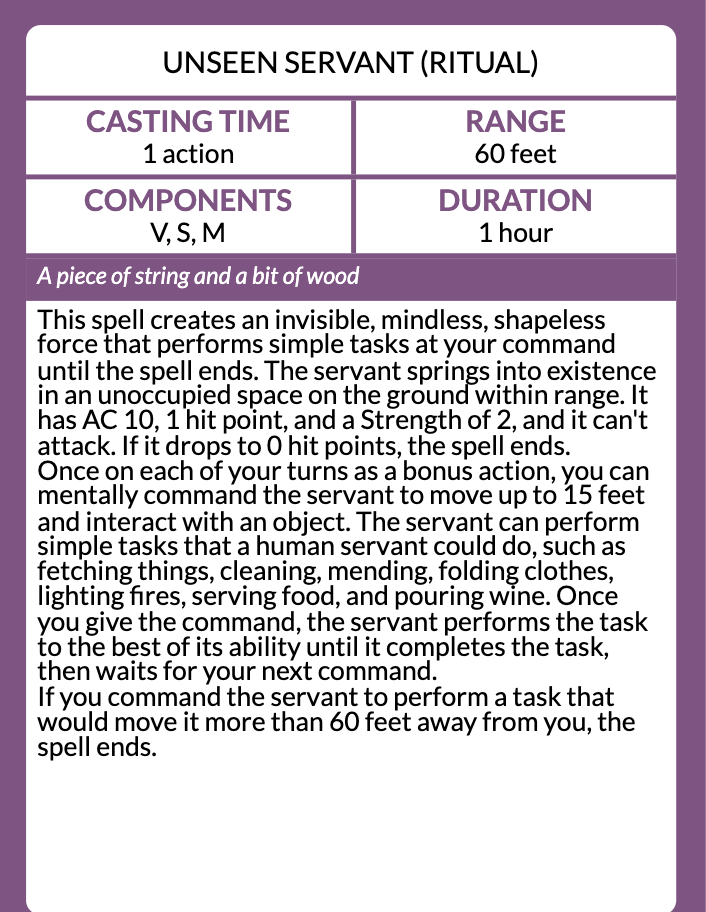 UNSEEN SERVANT (RITUAL)
CASTING TIME
1 action
RANGE
60 feet
COMPONENTS
V, S, M
DURATION
1 hour
A piece of string and a bit of wood
This spell creates an invisible, mindless, shapeless
force that performs simple tasks at your command
until the spell ends. The servant springs into existence
in an unoccupied space on the ground within range. It
has AC 10, 1 hit point, and a Strength of 2, and it can't
attack. If it drops to 0 hit points, the spell ends.
Once on each of your turns as a bonus action, you can
mentally command the servant to move up to 15 feet
and interact with an object. The servant can perform
simple tasks that a human servant could do, such as
fetching things, cleaning, mending, folding clothes,
lighting fires, serving food, and pouring wine. Once
you give the command, the servant performs the task
to the best of its ability until it completes the task,
then waits for your next command.
If you command the servant to perform a task that
would move it more than 60 feet away from you, the
spell ends.